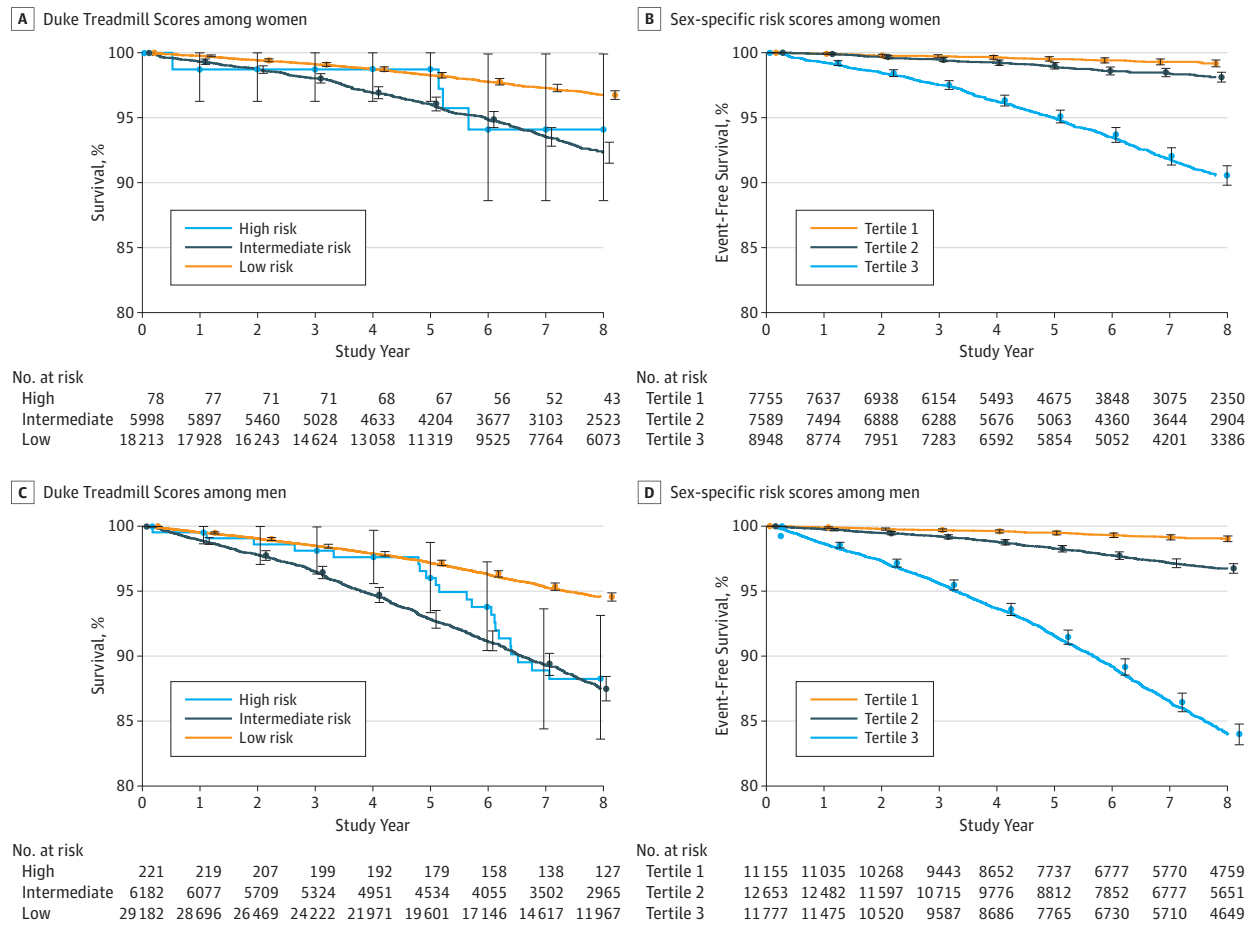 A Duke Treadmill Scores among women
100
95
90
85
80
Survival, %
High risk
Intermediate risk
Low risk
0 1 2 3 4 5 6 7 8
Study Year
No. at risk
High 78 77 71 71 68 67 56 52 43
Intermediate 5998 5897 5460 5028 4633 4204 3677 3103 2523
Low 18213 17928 16243 14624 13058 11319 9525 7764 6073
B Sex-specific risk scores among women
100
95
90
85
80
Event-Free Survival, %
Tertile 1
Tertile 2
Tertile 3
0 1 2 3 4 5 6 7 8
Study Year
No. at risk
Tertile 1 7755 7637 6938 6154 5493 4675 3848 3075 2350
Tertile 2 7589 7494 6888 6288 5676 5063 4360 3644 2904
Tertile 3 8948 8774 7951 7283 6592 5854 5052 4201 3386
C Duke Treadmill Scores among men
100
95
90
85
80
Survival, %
High risk
Intermediate risk
Low risk
0 1 2 3 4 5 6 7 8
Study Year
No. at risk
High 221 219 207 199 192 179 158 138 127
Intermediate 6182 6077 5709 5324 4951 4534 4055 3502 2965
Low 29182 28696 26469 24222 21971 19601 17146 14617 11967
D Sex-specific risk scores among men
100
95
90
85
80
Event-Free Survival, %
Tertile 1
Tertile 2
Tertile 3
0 1 2 3 4 5 6 7 8
Study Year
No. at risk
Tertile 1 11155 11035 10268 9443 8652 7737 6777 5770 4759
Tertile 2 12653 12482 11597 10715 9776 8812 7852 6777 5651
Tertile 3 11777 11475 10520 9587 8686 7765 6730 5710 4649